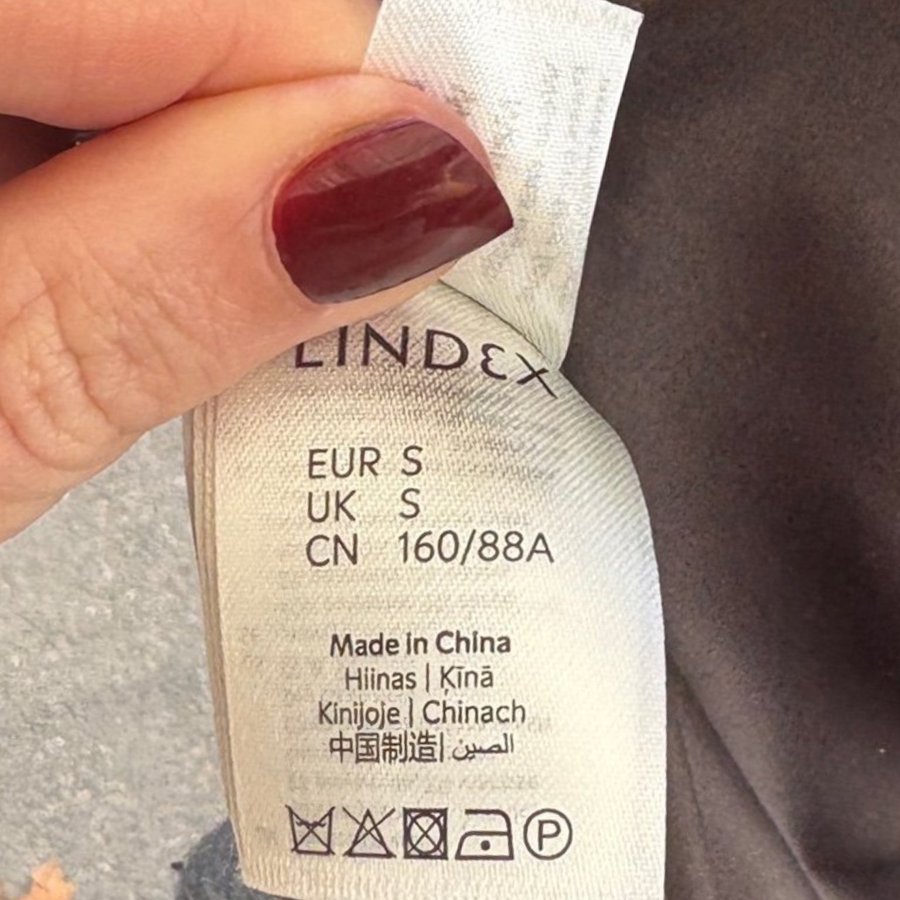 LINDEX
EUR S
UK S
CN 160/88A
Made in China
Hiinas | Ķīnā
Kinijoje | Chinach
中国制造| الصين
P